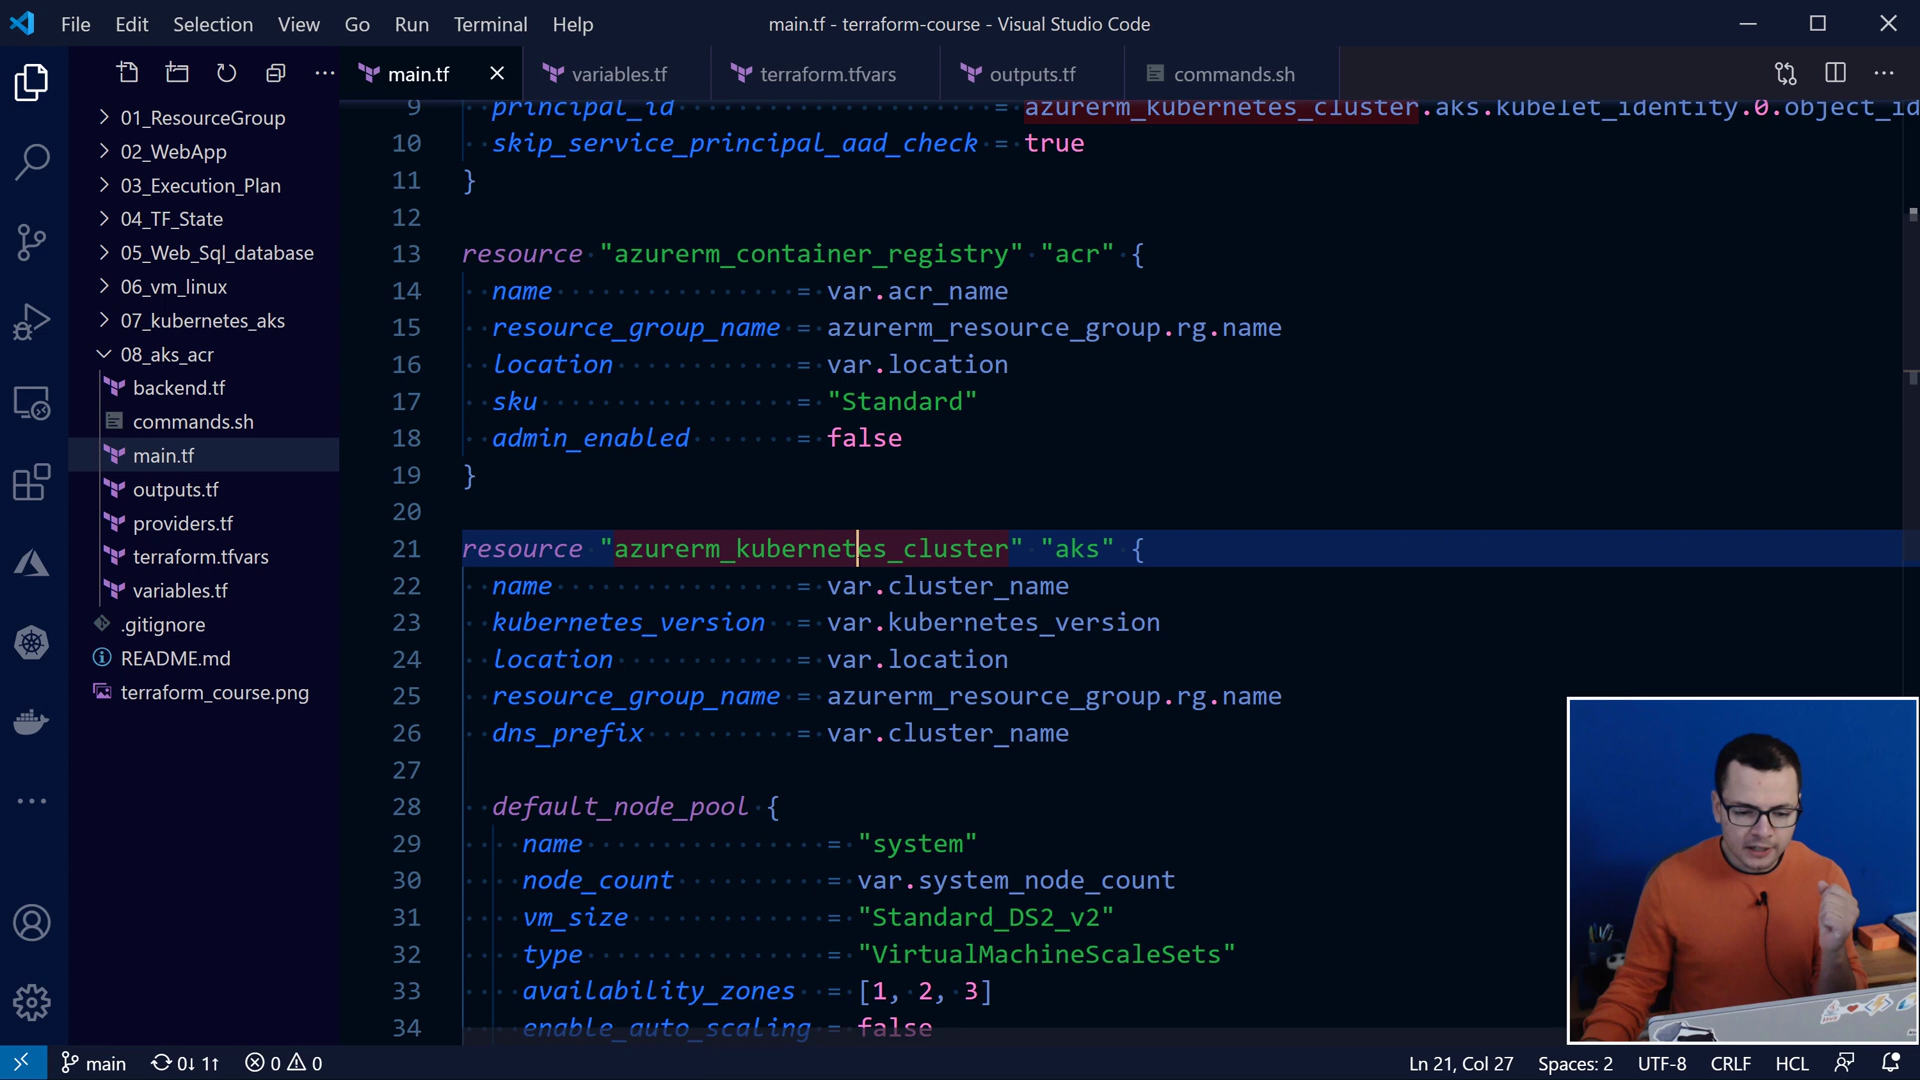 File Edit Selection View Go Run Terminal Help
main.tf - terraform-course - Visual Studio Code
main.tf variables.tf terraform.tfvars outputs.tf commands.sh
01_ResourceGroup
02_WebApp
03_Execution_Plan
04_TF_State
05_Web_Sql_database
06_vm_linux
07_kubernetes_aks
08_aks_acr
backend.tf
commands.sh
main.tf
outputs.tf
providers.tf
terraform.tfvars
variables.tf
.gitignore
README.md
terraform_course.png
9 principal_id = azurerm_kubernetes_cluster.aks.kubelet_identity.0.object_id
10 skip_service_principal_aad_check = true
11 }
12
13 resource "azurerm_container_registry" "acr" {
14 name = var.acr_name
15 resource_group_name = azurerm_resource_group.rg.name
16 location = var.location
17 sku = "Standard"
18 admin_enabled = false
19 }
20
21 resource "azurerm_kubernetes_cluster" "aks" {
22 name = var.cluster_name
23 kubernetes_version = var.kubernetes_version
24 location = var.location
25 resource_group_name = azurerm_resource_group.rg.name
26 dns_prefix = var.cluster_name
27
28 default_node_pool {
29 name = "system"
30 node_count = var.system_node_count
31 vm_size = "Standard_DS2_v2"
32 type = "VirtualMachineScaleSets"
33 availability_zones = [1, 2, 3]
34 enable_auto_scaling = false
main 0↓ 1↑ 0 0 Ln 21, Col 27 Spaces: 2 UTF-8 CRLF HCL